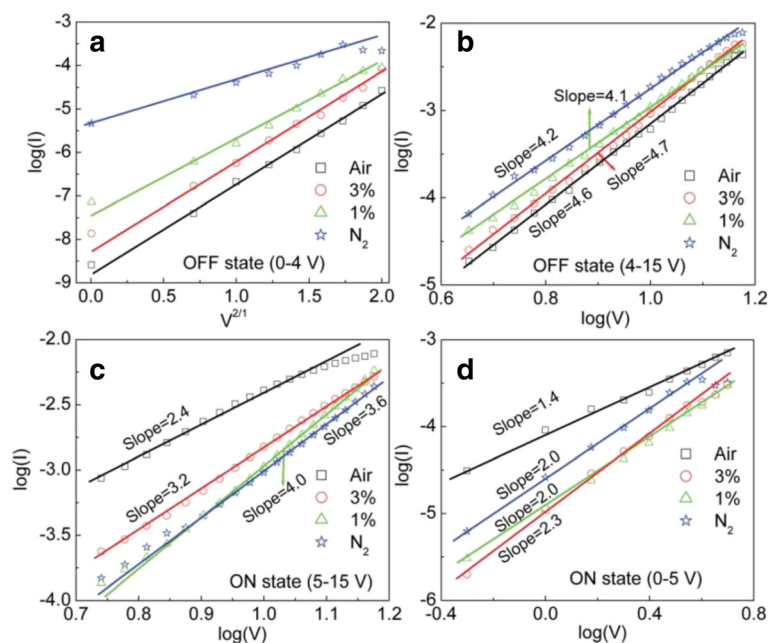 a
log(I)
-3
-4
-5
-6
-7
-8
-9
Air
3%
1%
N2
OFF state (0-4 V)
0.0 0.5 1.0 1.5 2.0
V2/1
b
log(I)
-2
-3
-4
-5
Slope=4.1
Slope=4.2
Slope=4.7
Slope=4.6
Air
3%
1%
N2
OFF state (4-15 V)
0.6 0.8 1.0 1.2
log(V)
c
log(I)
-2.0
-2.5
-3.0
-3.5
-4.0
Slope=2.4
Slope=3.2
Slope=3.6
Slope=4.0
Air
3%
1%
N2
ON state (5-15 V)
0.7 0.8 0.9 1.0 1.1 1.2
log(V)
d
log(I)
-3
-4
-5
-6
Slope=1.4
Slope=2.0
Slope=2.0
Slope=2.3
Air
3%
1%
N2
ON state (0-5 V)
-0.4 0.0 0.4 0.8
log(V)